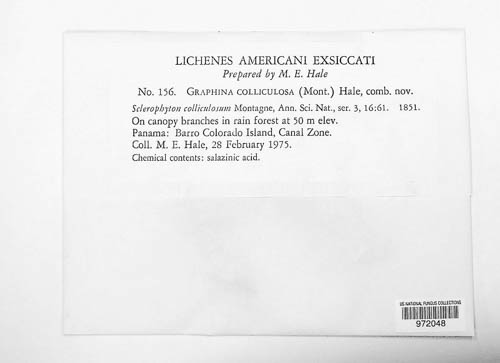 LICHENES AMERICANI EXSICCATI
Prepared by M. E. Hale
No. 156. GRAPHINA COLLICULOSA (Mont.) Hale, comb. nov.
Sclerophyton colliculosum Montagne, Ann. Sci. Nat., ser. 3, 16:61. 1851.
On canopy branches in rain forest at 50 m elev.
Panama: Barro Colorado Island, Canal Zone.
Coll. M. E. Hale, 28 February 1975.
Chemical contents: salazinic acid.
US NATIONAL FUNGUS COLLECTIONS
972048